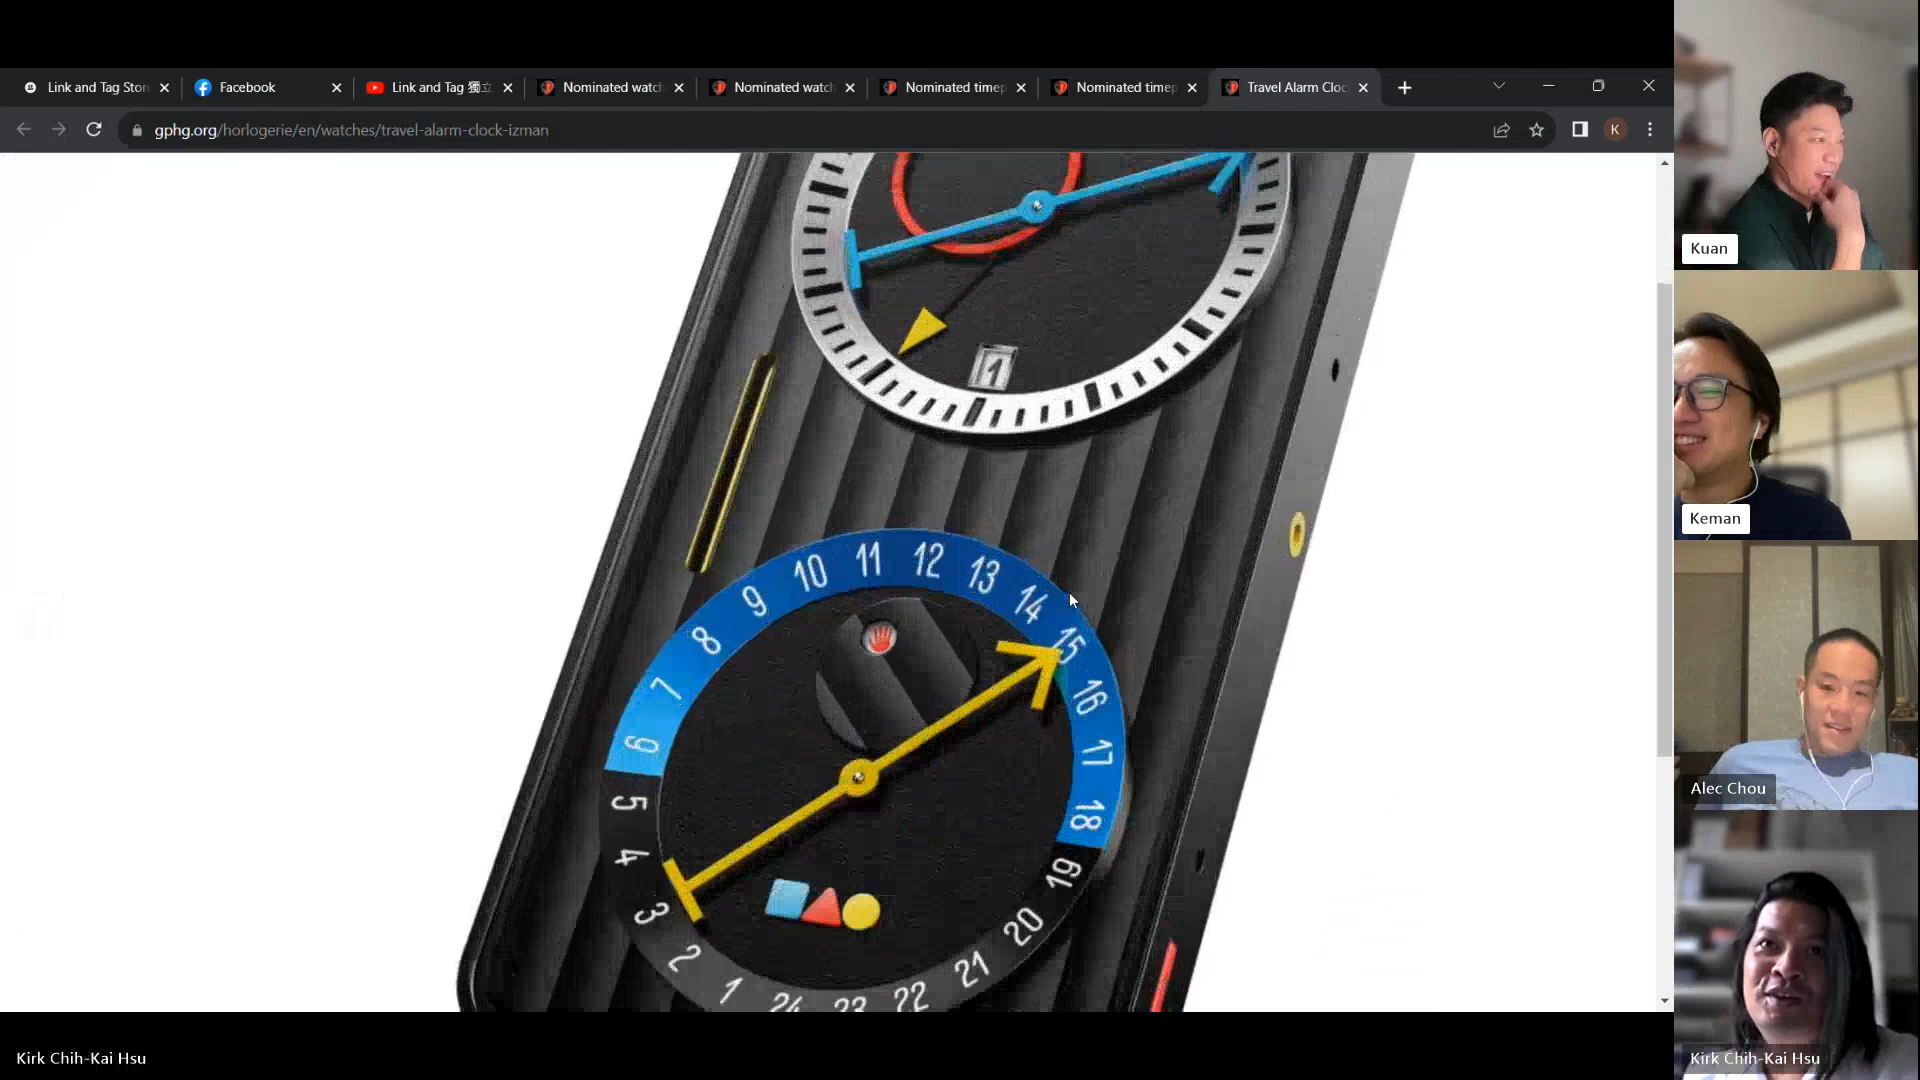 Link and Tag Stor
Facebook
Link and Tag 獨立
Nominated watch
Nominated watch
Nominated timep
Nominated timep
Travel Alarm Cloc
gphg.org/horlogerie/en/watches/travel-alarm-clock-izman
K
1
1
2
3
4
5
6
7
8
9
10
11
12
13
14
15
16
17
18
19
20
21
22
23
24
Kuan
Keman
Alec Chou
Kirk Chih-Kai Hsu
Kirk Chih-Kai Hsu